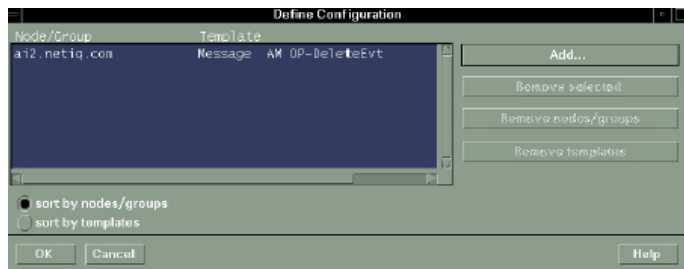 Define Configuration
Node/Group Template
ai2.netiq.com Message AM OP-DeleteEvt
Add...
Remove selected
Remove nodes/groups
Remove templates
sort by nodes/groups
sort by templates
OK Cancel Help